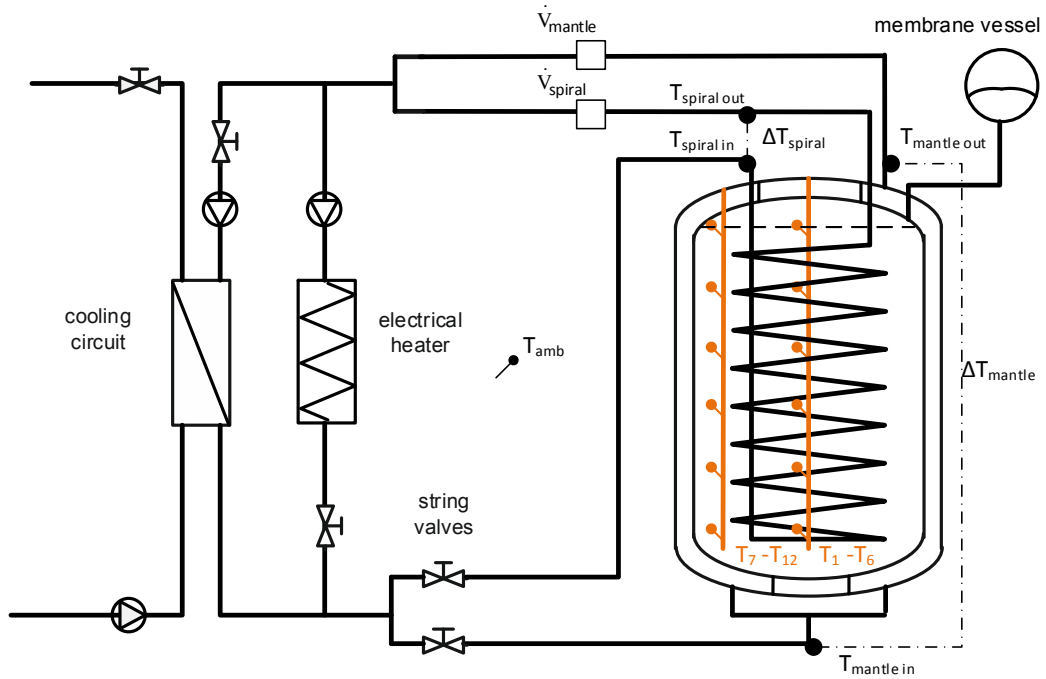 V̇mantle
membrane vessel
V̇spiral
Tspiral out
Tspiral in
ΔTspiral
Tmantle out
cooling
circuit
electrical
heater
Tamb
ΔTmantle
string
valves
T7 -T12
T1 -T6
Tmantle in